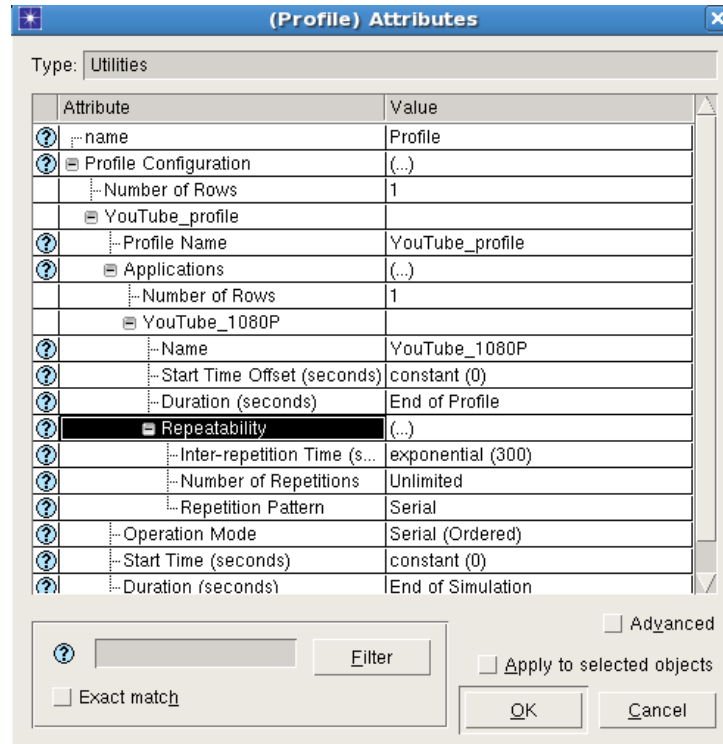 (Profile) Attributes
Type: Utilities
Attribute Value
name Profile
Profile Configuration (...)
Number of Rows 1
YouTube_profile
Profile Name YouTube_profile
Applications (...)
Number of Rows 1
YouTube_1080P
Name YouTube_1080P
Start Time Offset (seconds) constant (0)
Duration (seconds) End of Profile
Repeatability (...)
Inter-repetition Time (s... exponential (300)
Number of Repetitions Unlimited
Repetition Pattern Serial
Operation Mode Serial (Ordered)
Start Time (seconds) constant (0)
Duration (seconds) End of Simulation
Advanced
Filter
Apply to selected objects
Exact match
OK Cancel